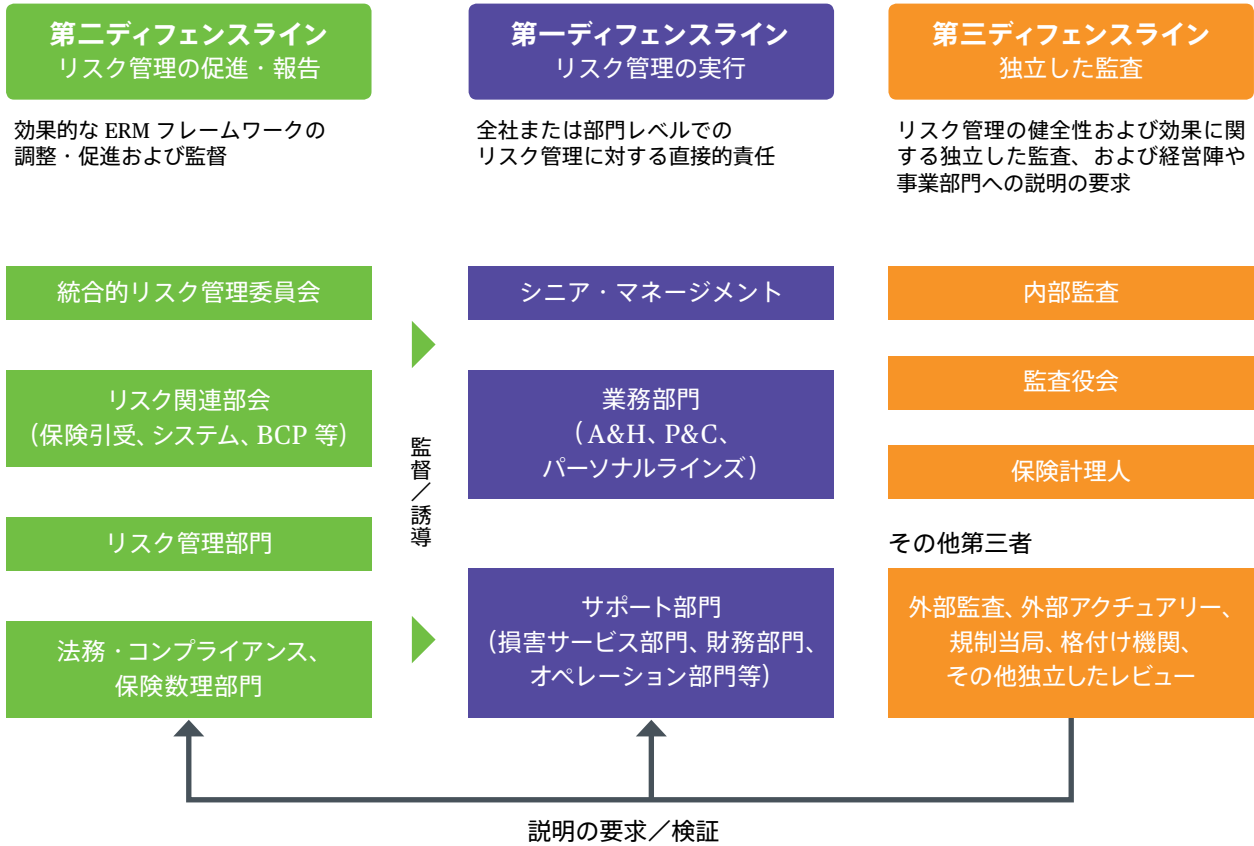 第二ディフェンスライン
リスク管理の促進・報告
効果的な ERM フレームワークの
調整・促進および監督
統合的リスク管理委員会
リスク関連部会
（保険引受、システム、BCP 等）
リスク管理部門
法務・コンプライアンス、
保険数理部門
監督／誘導
第一ディフェンスライン
リスク管理の実行
全社または部門レベルでの
リスク管理に対する直接的責任
シニア・マネージメント
業務部門
（A&H、P&C、
パーソナルラインズ）
サポート部門
（損害サービス部門、財務部門、
オペレーション部門等）
第三ディフェンスライン
独立した監査
リスク管理の健全性および効果に関
する独立した監査、および経営陣や
事業部門への説明の要求
内部監査
監査役会
保険計理人
その他第三者
外部監査、外部アクチュアリー、
規制当局、格付け機関、
その他独立したレビュー
説明の要求／検証